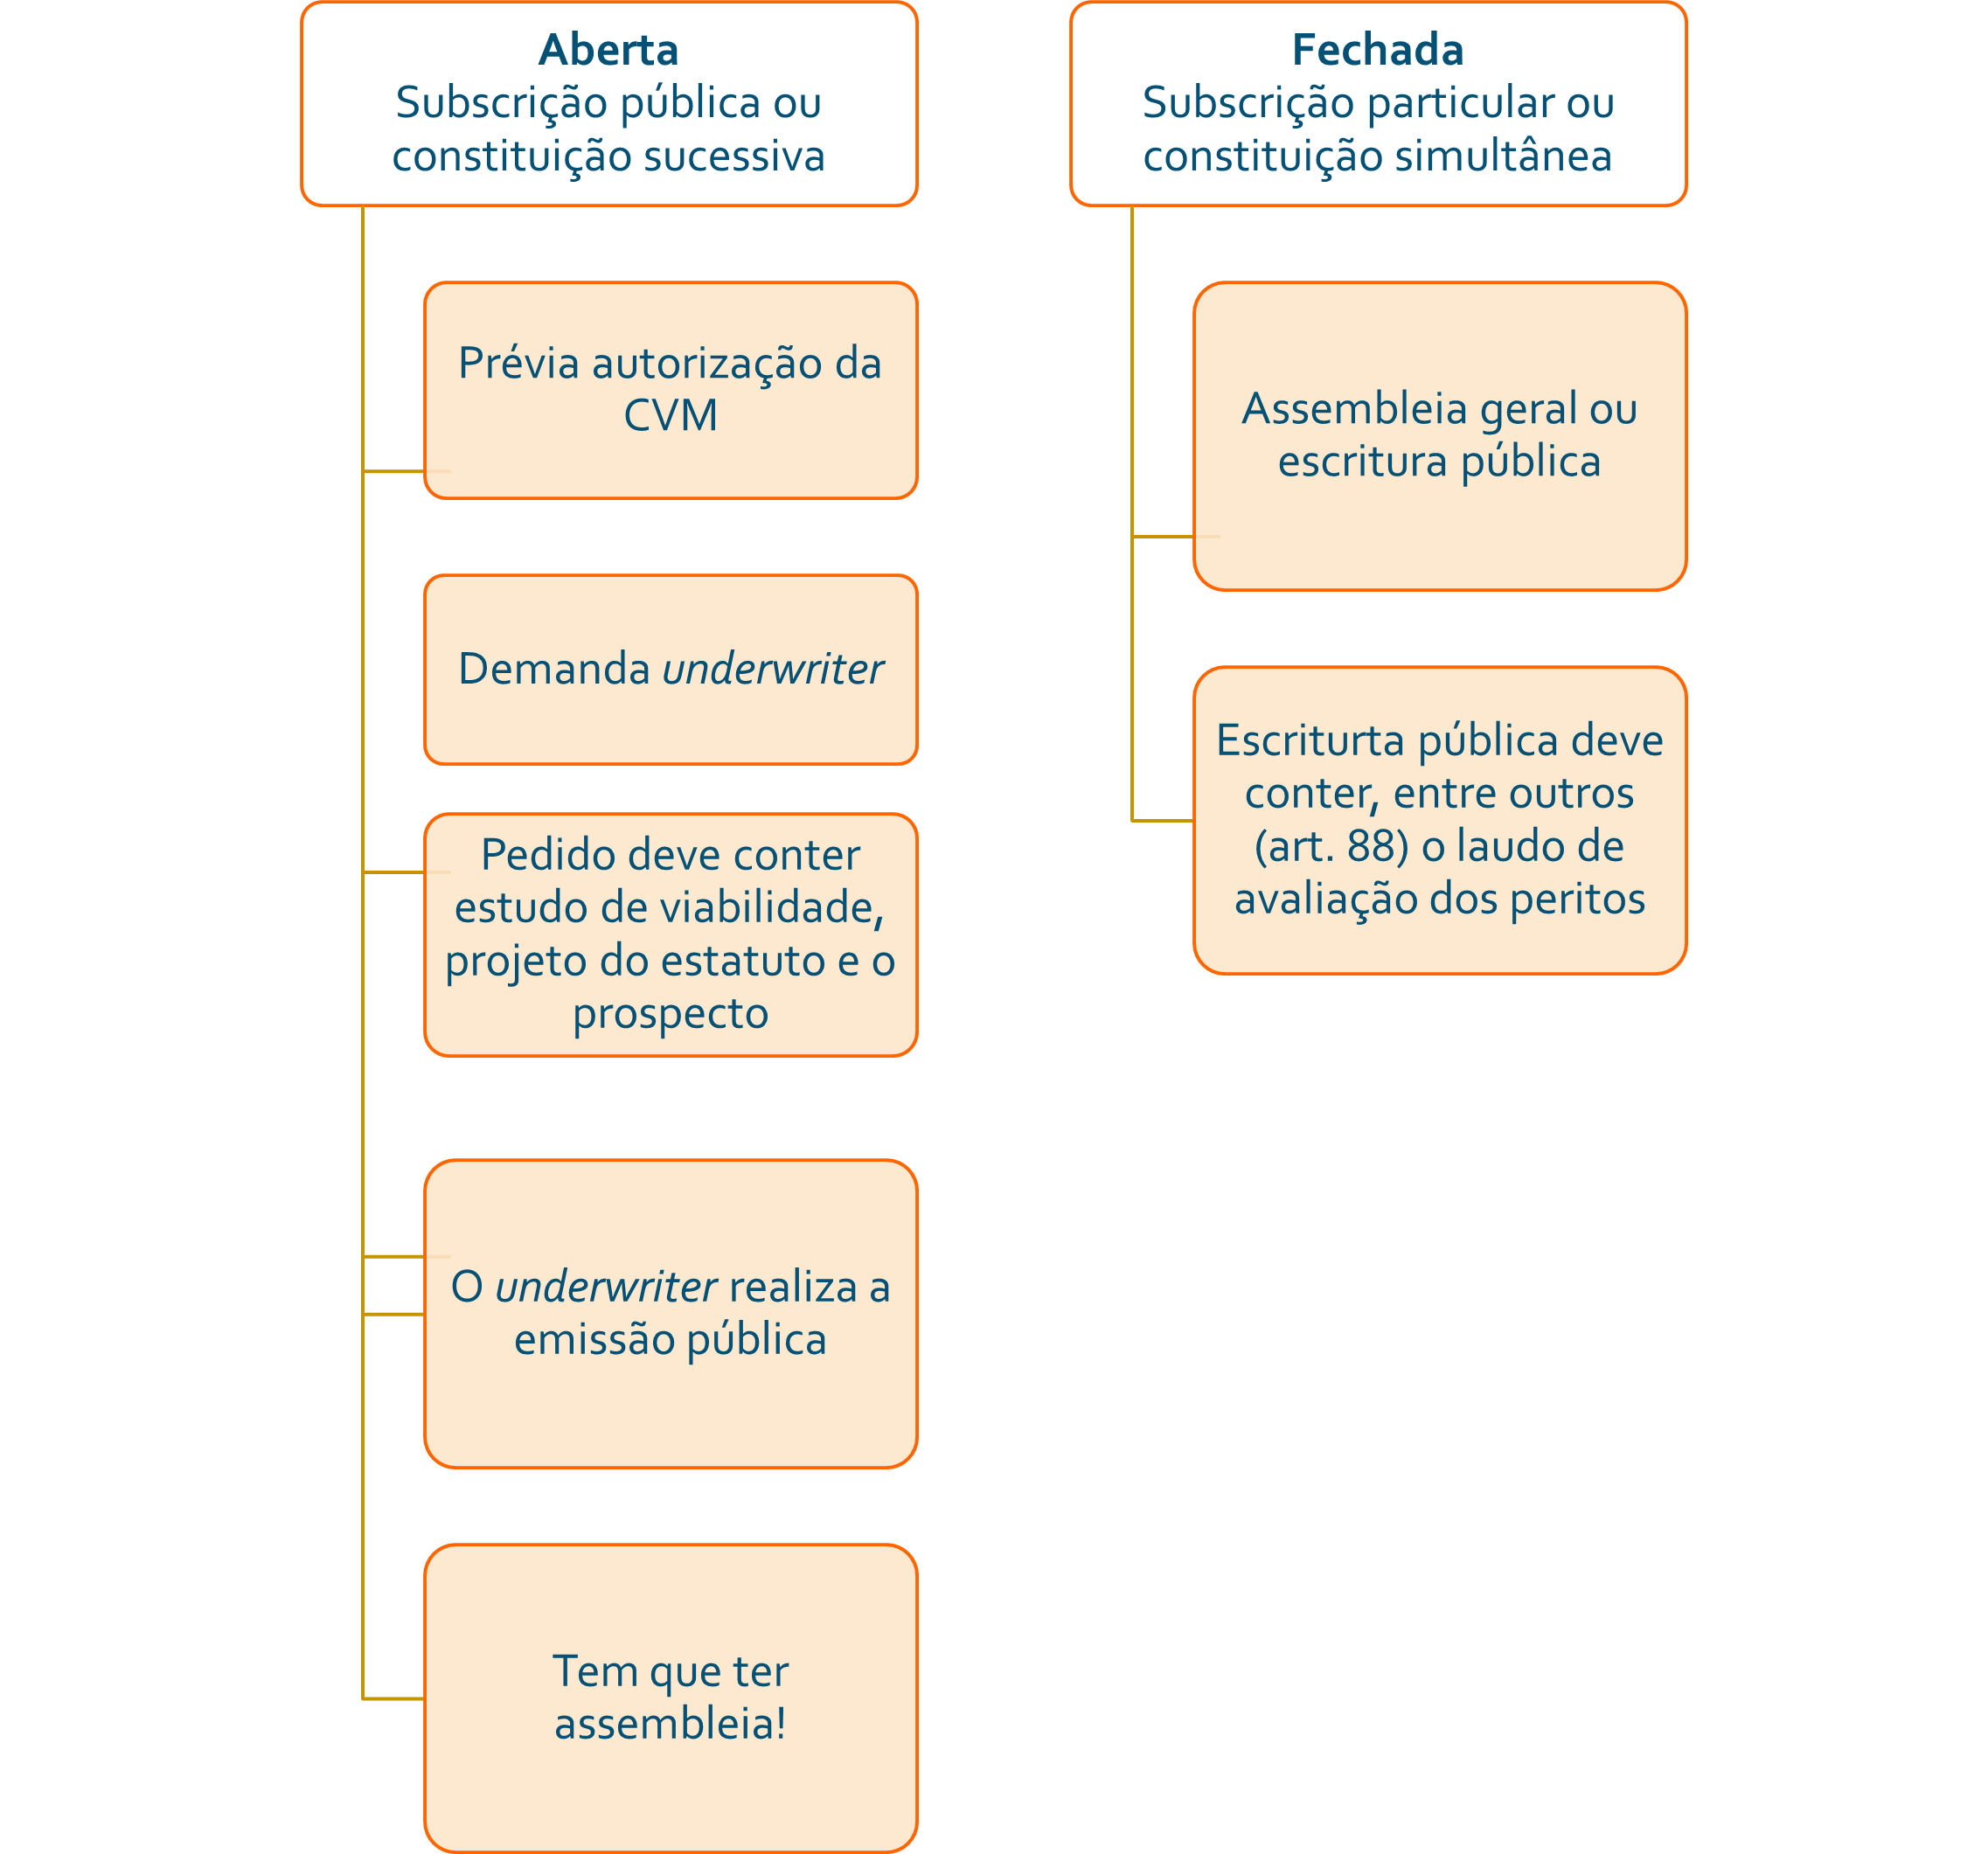 Aberta
Subscrição pública ou
constituição sucessiva
Prévia autorização da
CVM
Demanda underwriter
Pedido deve conter
estudo de viabilidade,
projeto do estatuto e o
prospecto
O underwriter realiza a
emissão pública
Tem que ter
assembleia!
Fechada
Subscrição particular ou
constituição simultânea
Assembleia geral ou
escritura pública
Escriturta pública deve
conter, entre outros
(art. 88) o laudo de
avaliação dos peritos